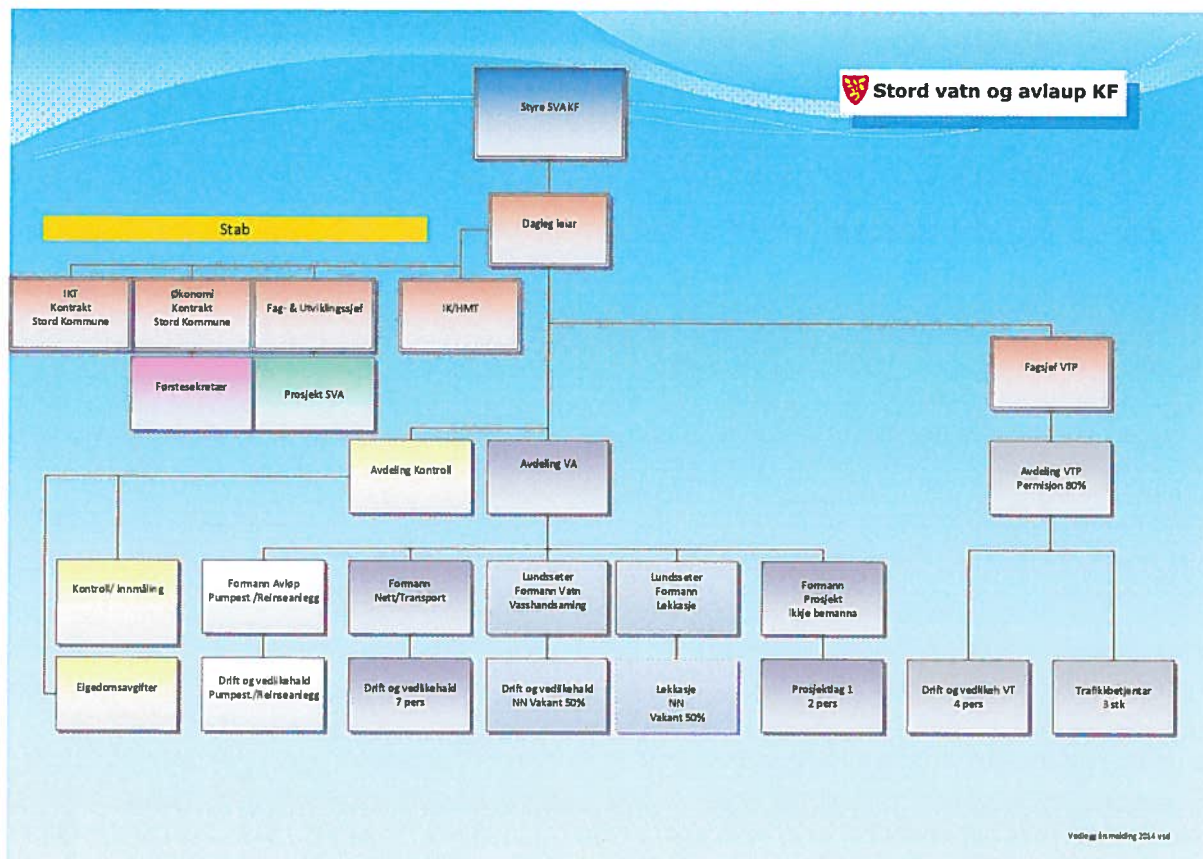 Stord vatn og avlaup KF
Styre SVA KF
Dagleg leiar
Stab
IKT
Kontrakt
Stord Kommune
Økonomi
Kontrakt
Stord Kommune
Fag- & Utviklingssjef
IK/HMT
Førstesekretær
Prosjekt SVA
Fagsjef VTP
Avdeling Kontroll
Avdeling VA
Avdeling VTP
Permisjon 80%
Kontroll/ Innmåling
Formann Avløp
Pumpest./Reinseanlegg
Formann
Nett/Transport
Lundsseter
Formann Vatn
Vasshandsaming
Lundsseter
Formann
Lekkasje
Formann
Prosjekt
ikkje bemanna
Eigedomsavgifter
Drift og vedlikehald
Pumpest./Reinseanlegg
Drift og vedlikehald
7 pers
Drift og vedlikehald
NN Vakant 50%
Lekkasje
NN
Vakant 50%
Prosjektlag 1
2 pers
Drift og vedlikeh VT
4 pers
Trafikkbetjentar
3 stk
Vedlegg årsmelding 2014 vsd